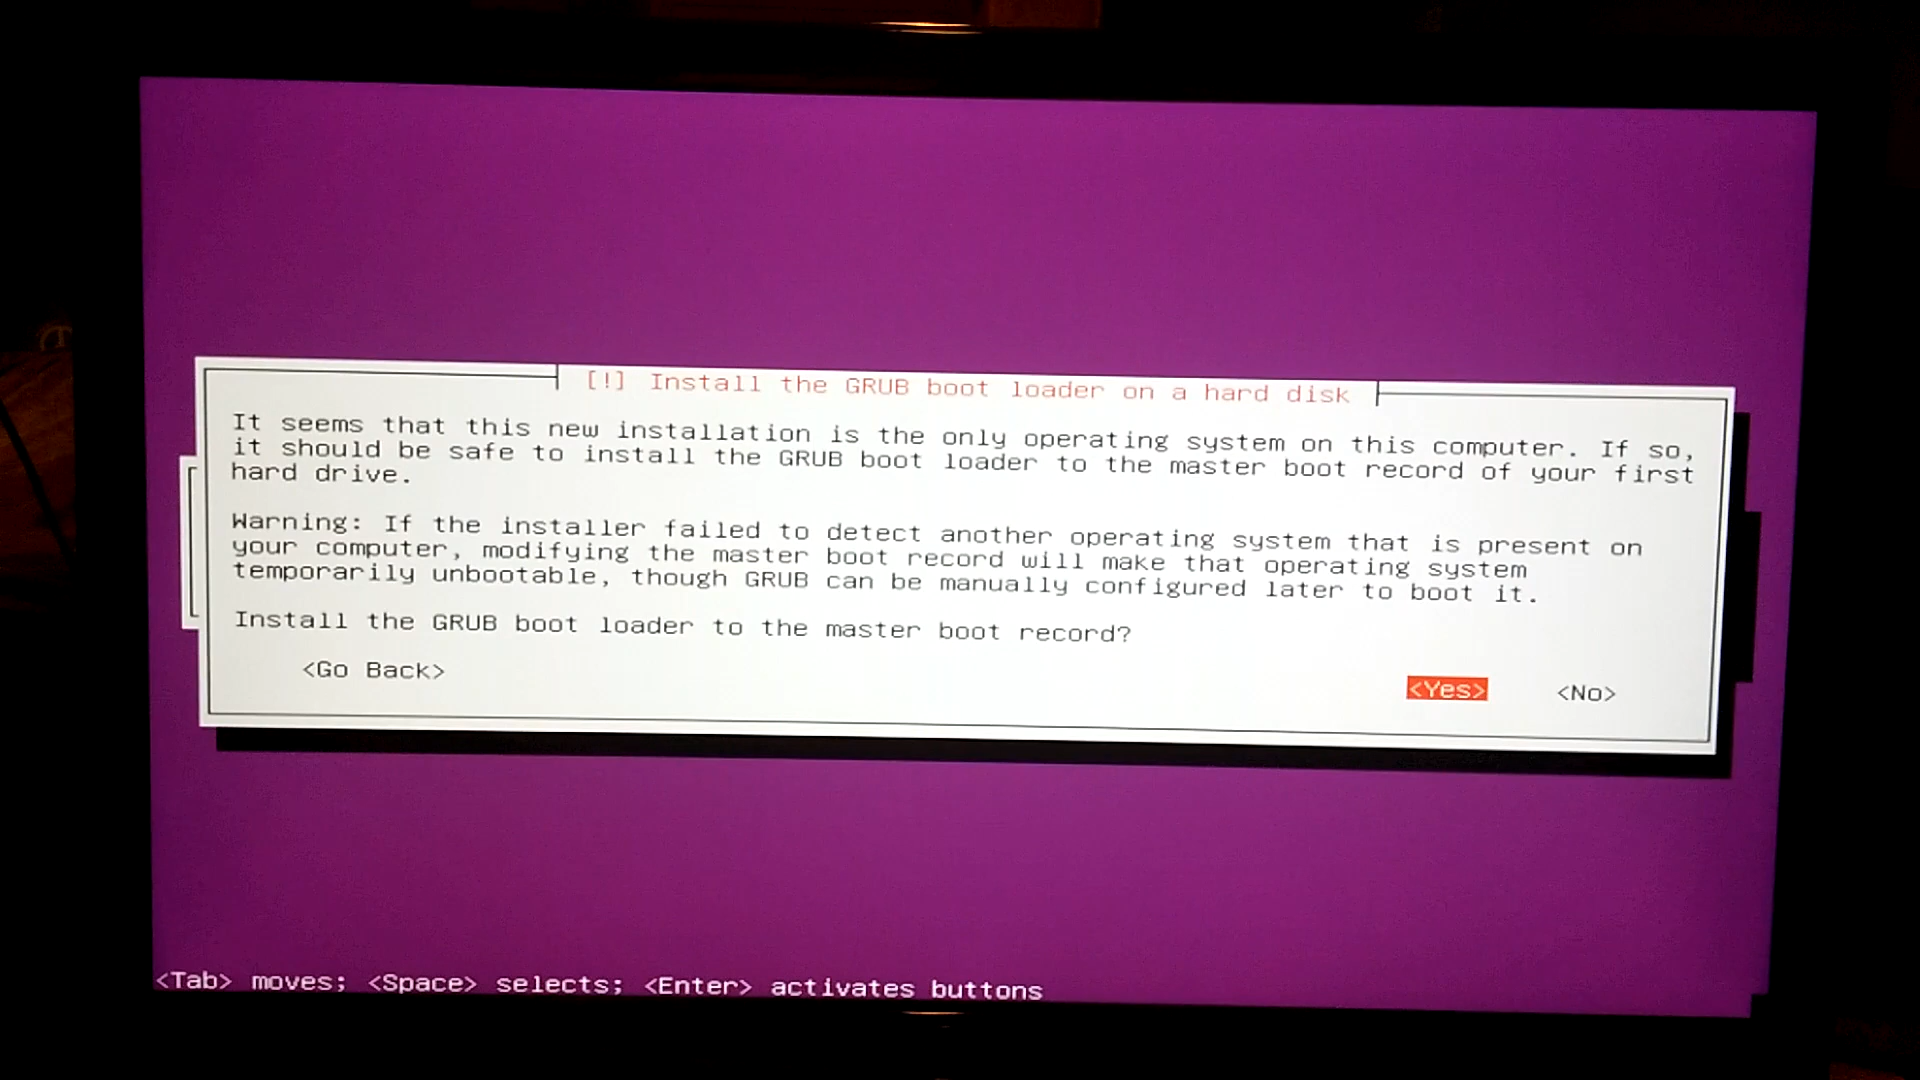 [!] Install the GRUB boot loader on a hard disk
It seems that this new installation is the only operating system on this computer. If so,
it should be safe to install the GRUB boot loader to the master boot record of your first
hard drive.
Warning: If the installer failed to detect another operating system that is present on
your computer, modifying the master boot record will make that operating system
temporarily unbootable, though GRUB can be manually configured later to boot it.
Install the GRUB boot loader to the master boot record?
<Go Back> <Yes> <No>
<Tab> moves; <Space> selects; <Enter> activates buttons